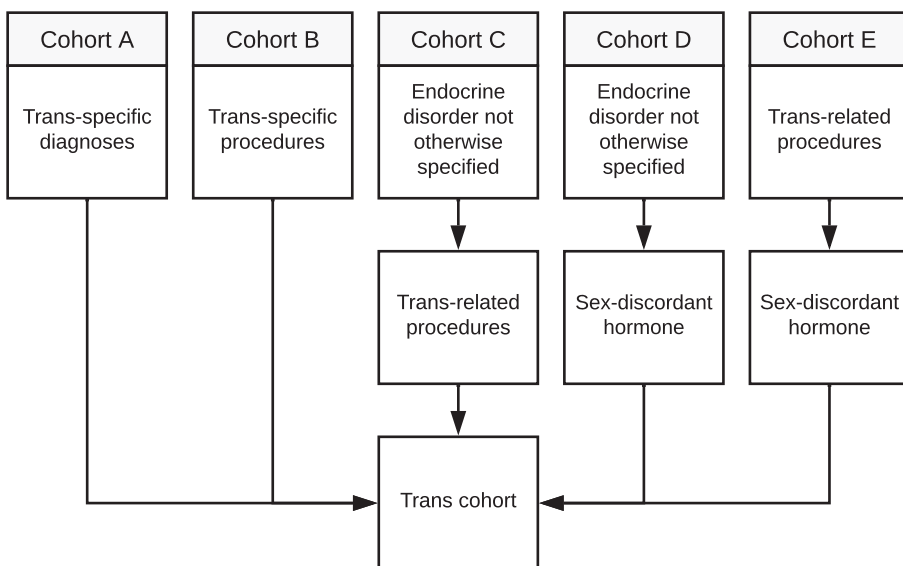 Cohort A
Trans-specific
diagnoses
Cohort B
Trans-specific
procedures
Cohort C
Endocrine
disorder not
otherwise
specified
Cohort D
Endocrine
disorder not
otherwise
specified
Cohort E
Trans-related
procedures
Trans-related
procedures
Sex-discordant
hormone
Sex-discordant
hormone
Trans cohort